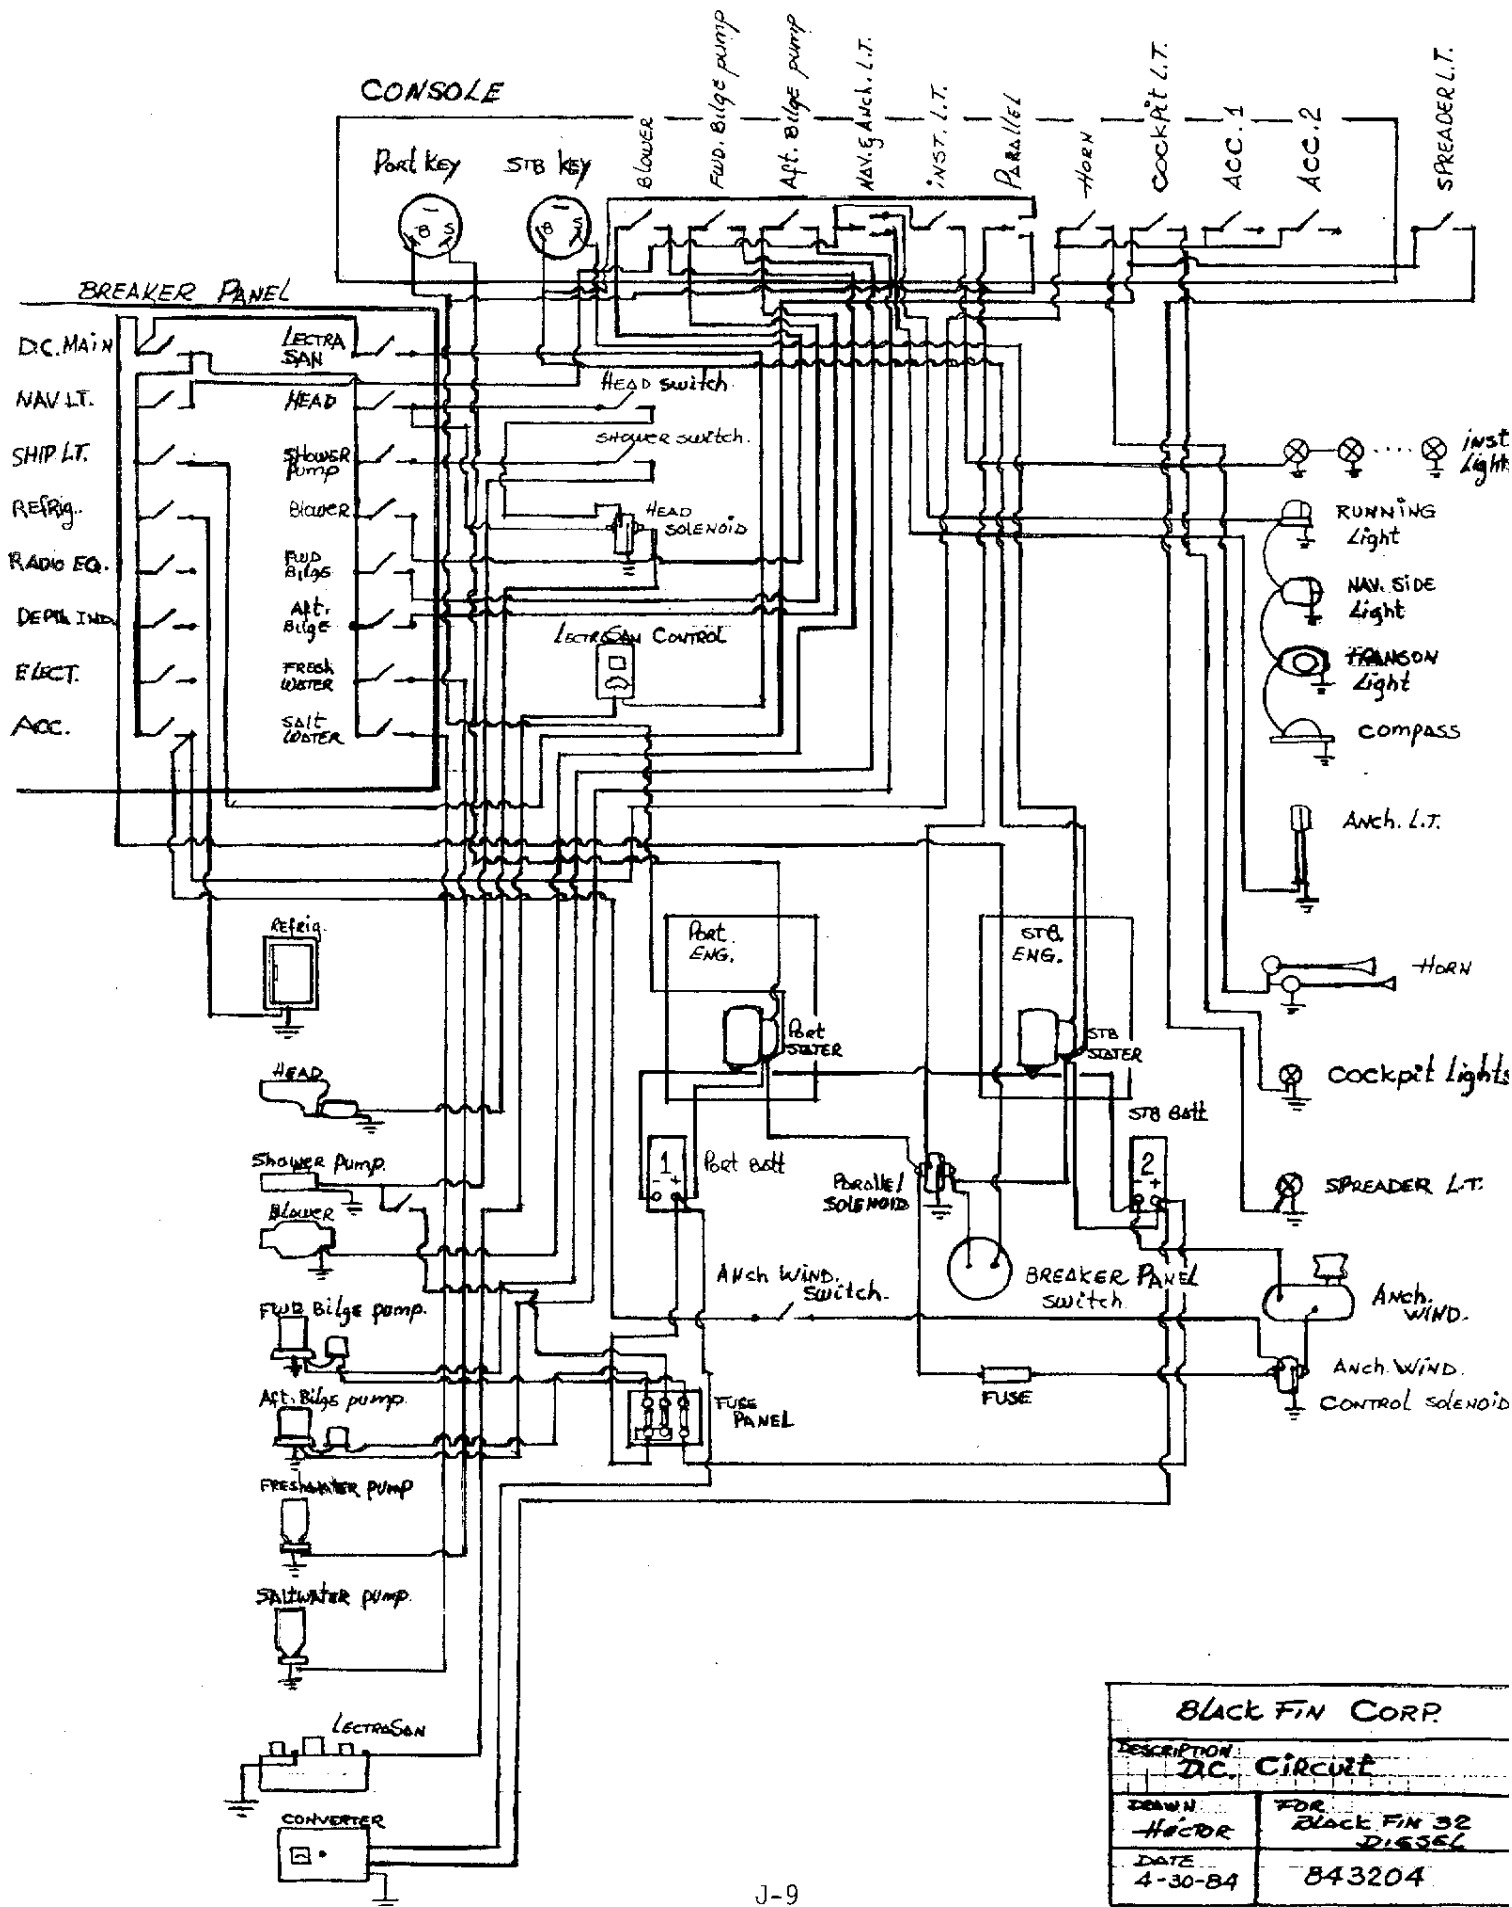 CONSOLE
Port Key
STB Key
Blower
FWD. Bilge pump
Aft. Bilge pump
NAV. & Anch. L.T.
INST. L.T.
Parallel
HORN
Cockpit L.T.
ACC. 1
ACC. 2
SPREADER L.T.
B S
B S
BREAKER PANEL
D.C. MAIN
NAV LT.
SHIP LT.
Refrig.
RADIO EQ.
DEPTH IND.
ELECT.
ACC.
LECTRA
SAN
HEAD
SHOWER
Pump
Blower
FWD
Bilge
Aft.
Bilge
FRESH
WATER
SALT
WATER
HEAD switch
SHOWER switch.
HEAD
SOLENOID
LECTRASAN CONTROL
inst
Light
RUNNING
Light
NAV. SIDE
Light
TRANSON
Light
COMPASS
Anch. L.T.
HORN
Cockpit Lights
SPREADER L.T.
Anch.
WIND.
Anch. WIND.
CONTROL SOLENOID
Refrig.
HEAD
Shower Pump.
Blower
FWD Bilge pump.
Aft. Bilge pump.
FRESHWATER PUMP
SALTWATER pump.
LECTRASAN
CONVERTER
Port
ENG.
Port
STATER
STB.
ENG.
STB
STATER
1
- +
Port Batt
STB Batt
2
- +
PARALLEL
SOLENOID
BREAKER PANEL
Switch
Anch WIND.
Switch.
FUSE
FUSE
PANEL
BLACK FIN CORP.
DESCRIPTION:
D.C. CIRCUIT
DRAWN
HECTOR
FOR
BLACK FIN 32
DIESEL
DATE
4-30-84
843204
J-9